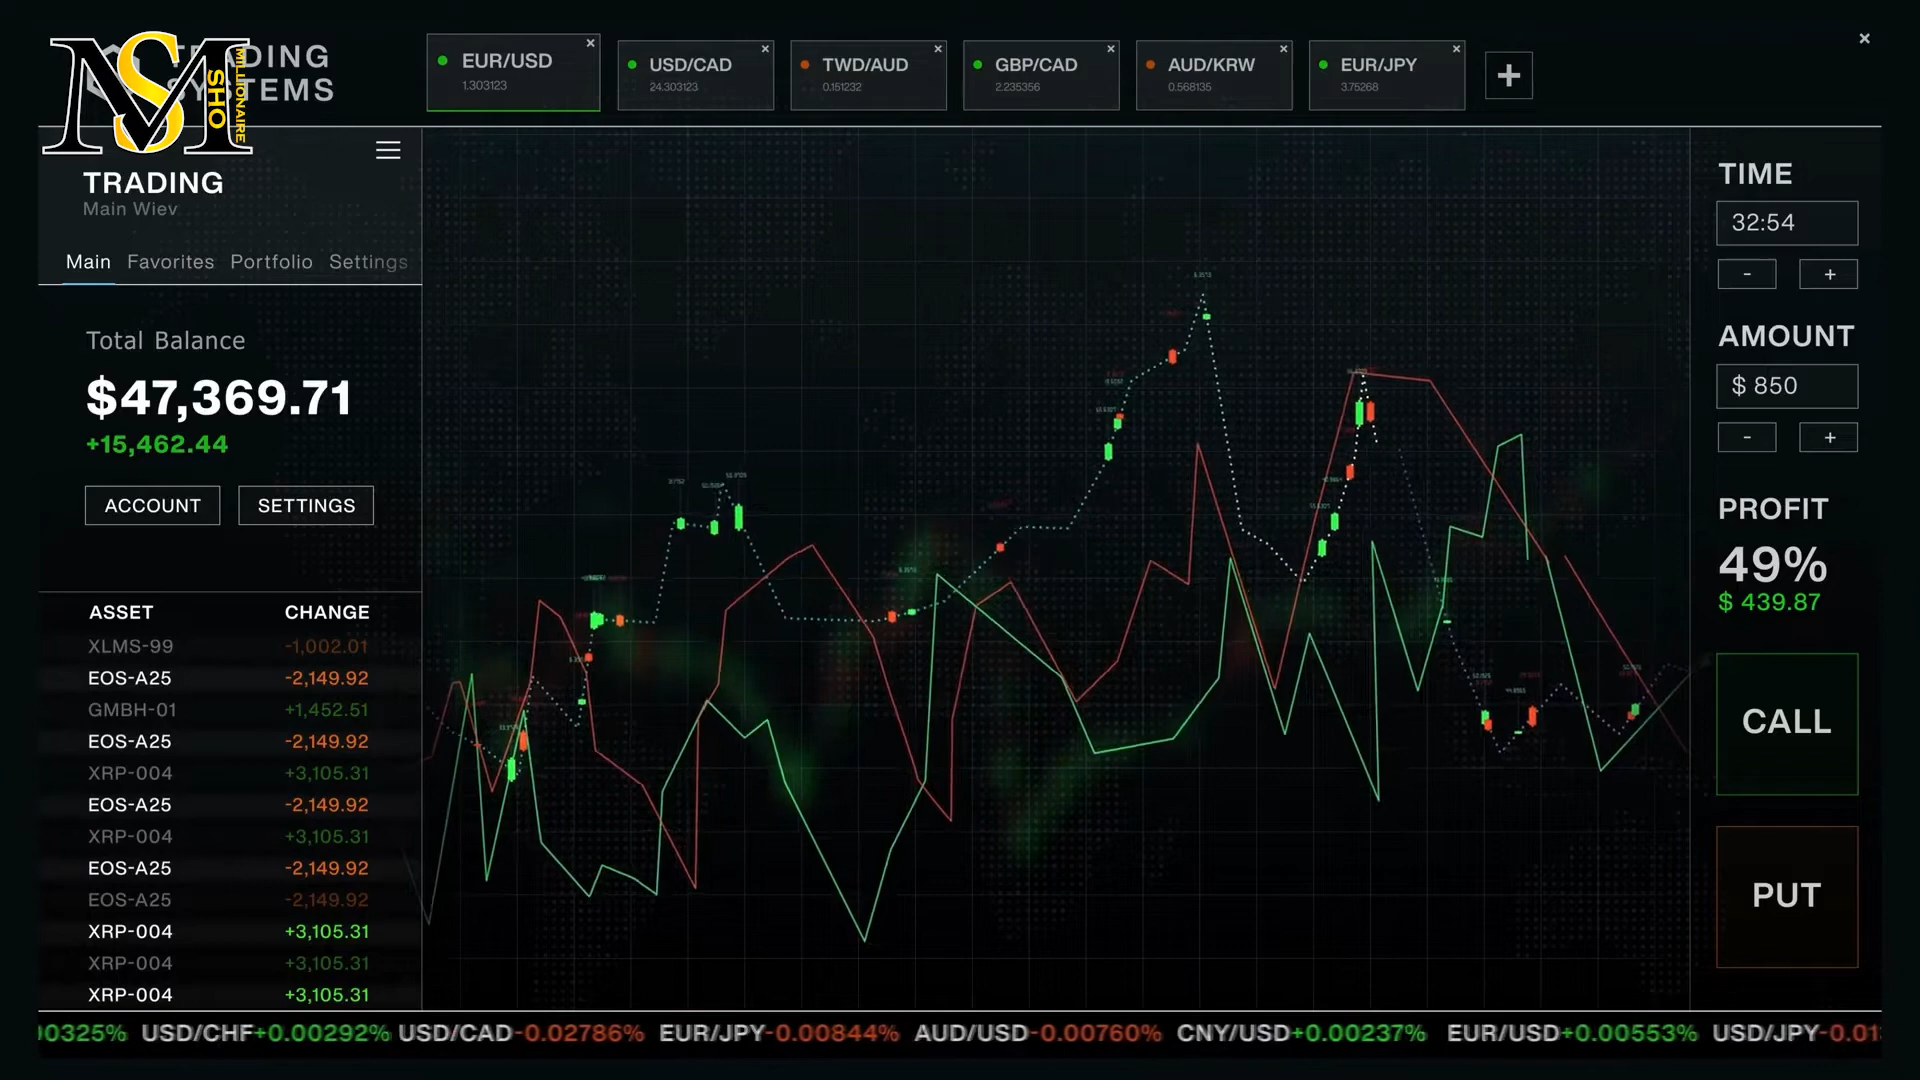 MS
MILLIONAIRE
SHO
TRADING
SYSTEMS
EUR/USD
1.303123
USD/CAD
24.303123
TWD/AUD
0.151232
GBP/CAD
2.235356
AUD/KRW
0.568135
EUR/JPY
3.75268
TRADING
Main Wiev
Main Favorites Portfolio Settings
Total Balance
$47,369.71
+15,462.44
ACCOUNT SETTINGS
ASSET CHANGE
XLMS-99 -1,002.01
EOS-A25 -2,149.92
GMBH-01 +1,452.51
EOS-A25 -2,149.92
XRP-004 +3,105.31
EOS-A25 -2,149.92
XRP-004 +3,105.31
EOS-A25 -2,149.92
EOS-A25 -2,149.92
XRP-004 +3,105.31
XRP-004 +3,105.31
XRP-004 +3,105.31
TIME
32:54
- +
AMOUNT
$ 850
- +
PROFIT
49%
$ 439.87
CALL
PUT
00325% USD/CHF+0.00292% USD/CAD-0.02786% EUR/JPY-0.00844% AUD/USD-0.00760% CNY/USD+0.00237% EUR/USD+0.00553% USD/JPY-0.01